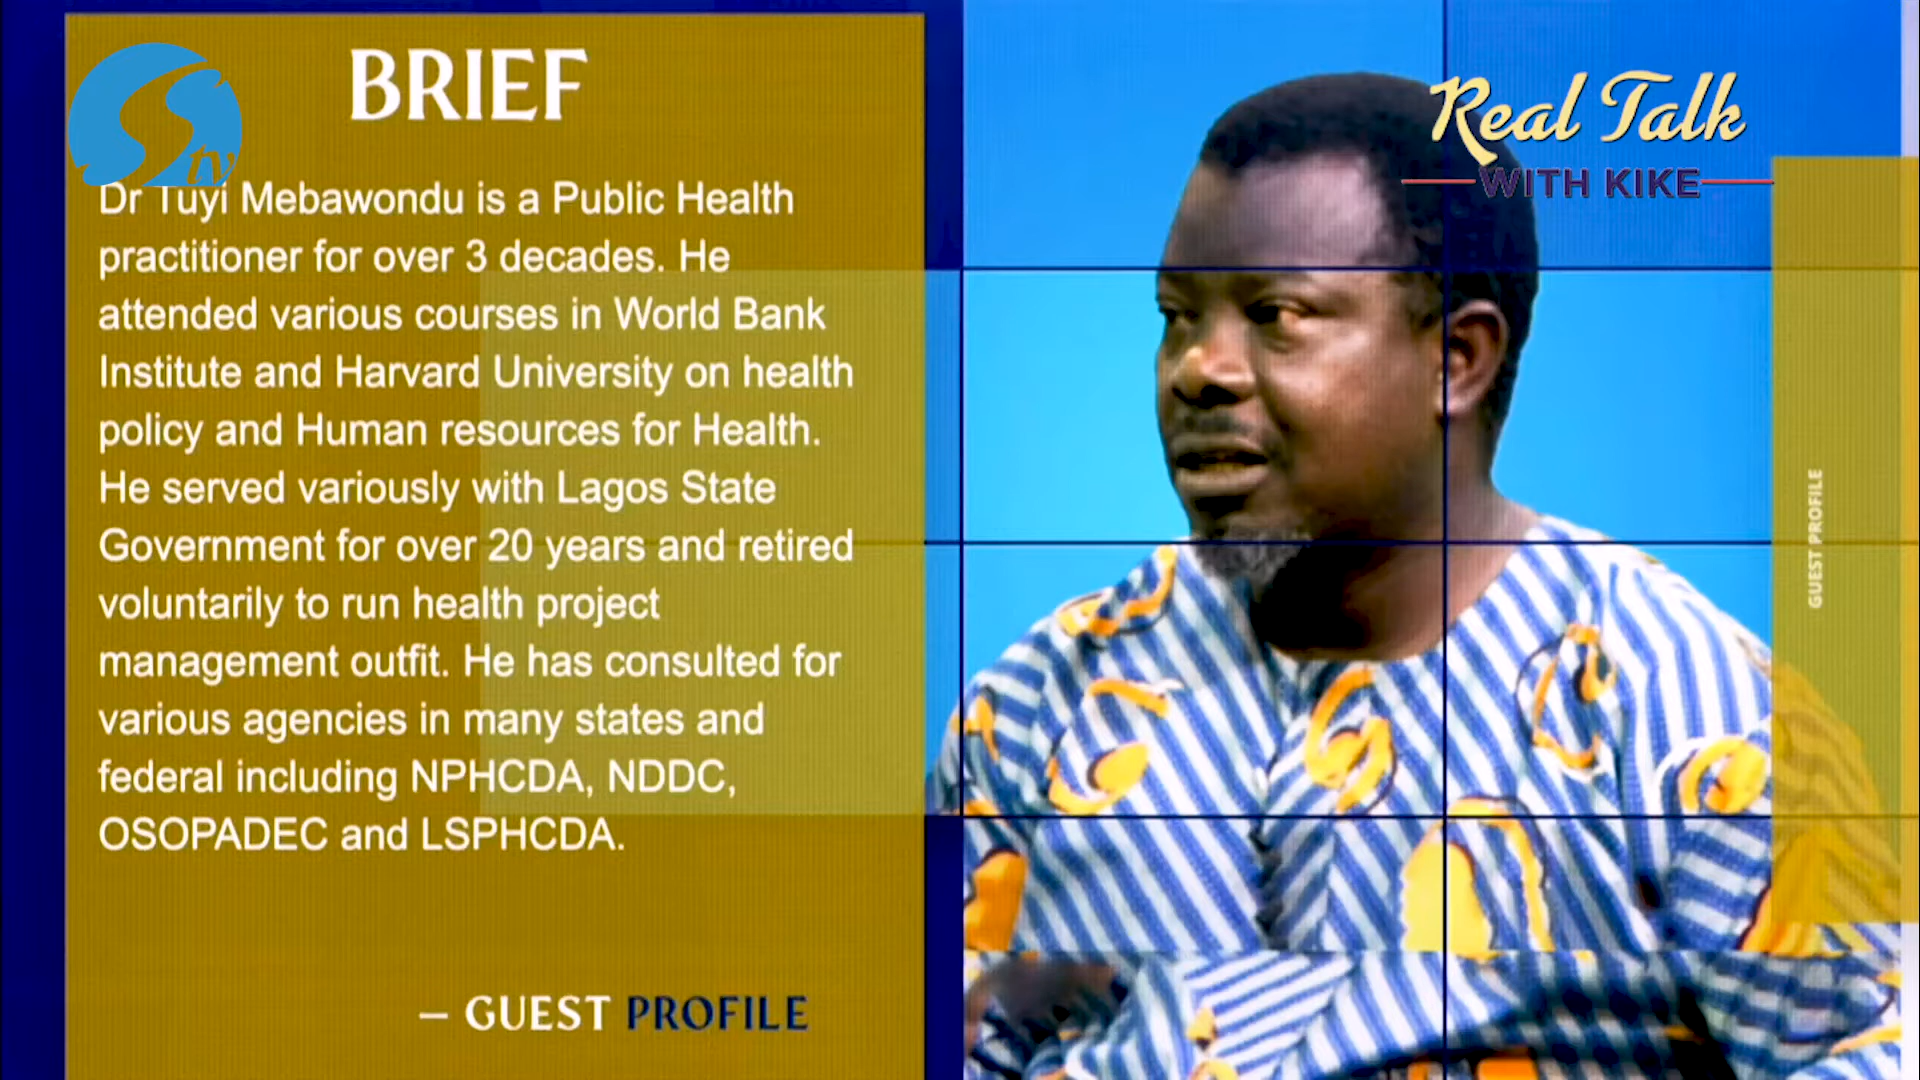 BRIEF
Stv
Real Talk
WITH KIKE
Dr Tuyi Mebawondu is a Public Health
practitioner for over 3 decades. He
attended various courses in World Bank
Institute and Harvard University on health
policy and Human resources for Health.
He served variously with Lagos State
Government for over 20 years and retired
voluntarily to run health project
management outfit. He has consulted for
various agencies in many states and
federal including NPHCDA, NDDC,
OSOPADEC and LSPHCDA.
— GUEST PROFILE
GUEST PROFILE